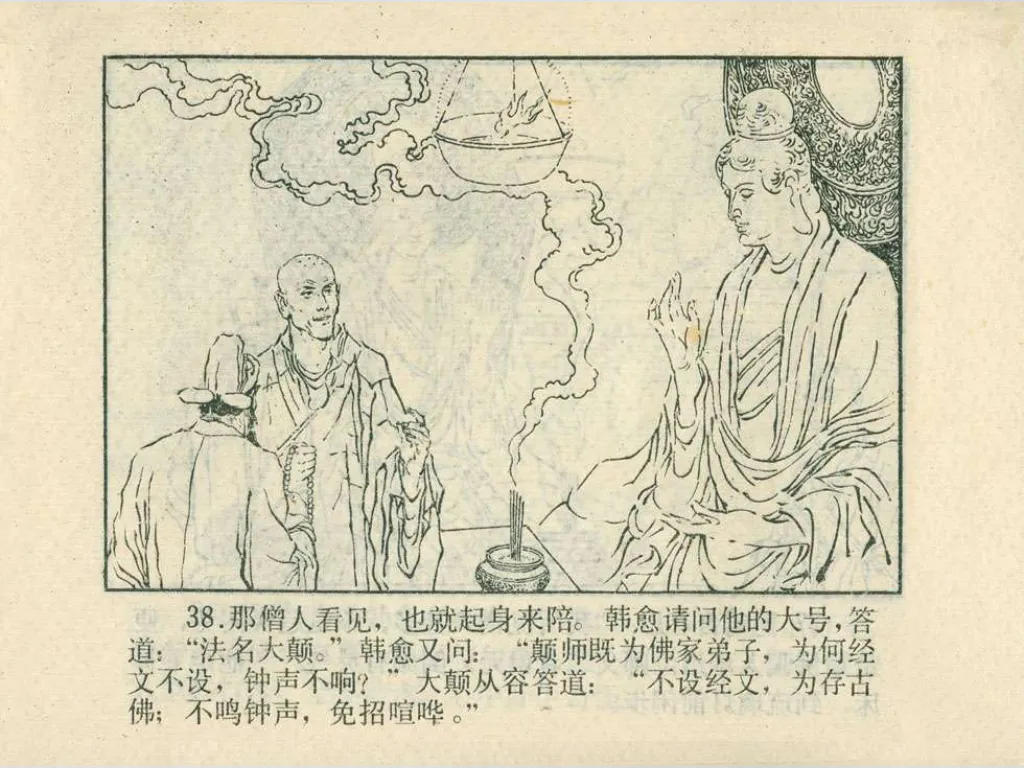 38.那僧人看见，也就起身来陪。韩愈请问他的大号，答
道：“法名大颠。”韩愈又问：“颠师既为佛家弟子，为何经
文不设，钟声不响？”大颠从容答道：“不设经文，为存古
佛；不鸣钟声，免招喧哗。”